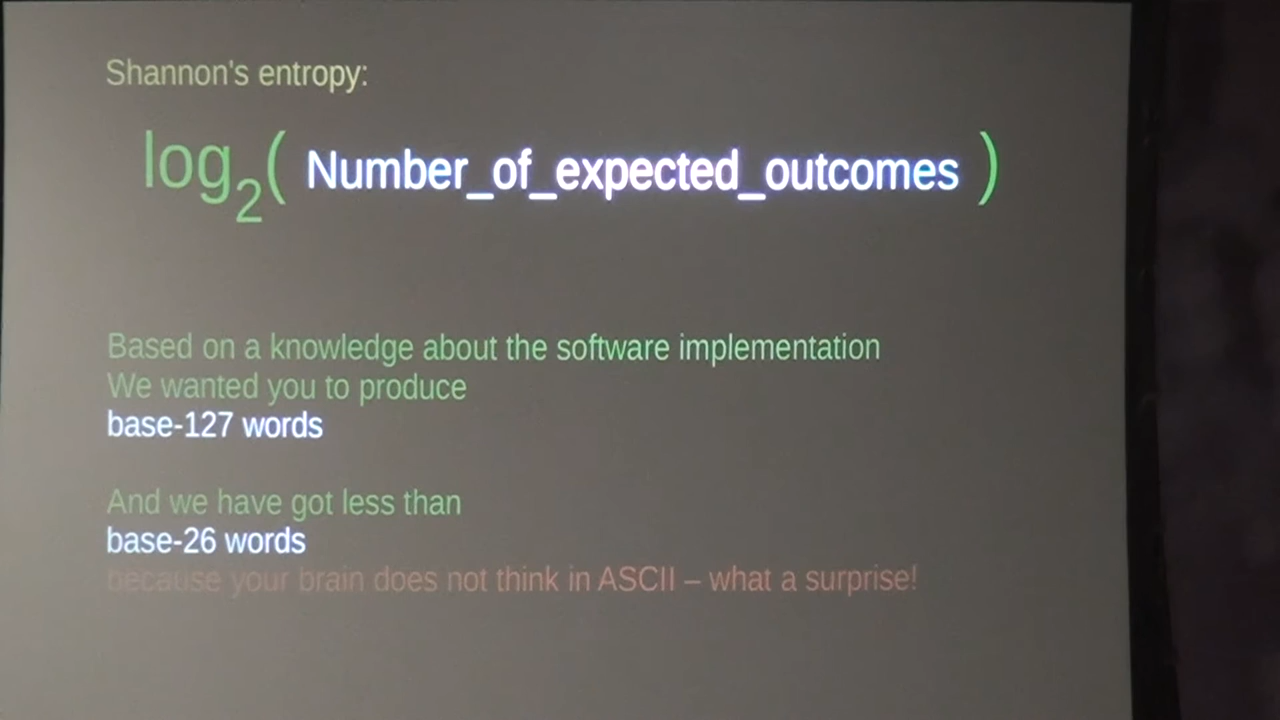 Shannon's entropy:
log2( Number_of_expected_outcomes )
Based on a knowledge about the software implementation
We wanted you to produce
base-127 words
And we have got less than
base-26 words
because your brain does not think in ASCII – what a surprise!